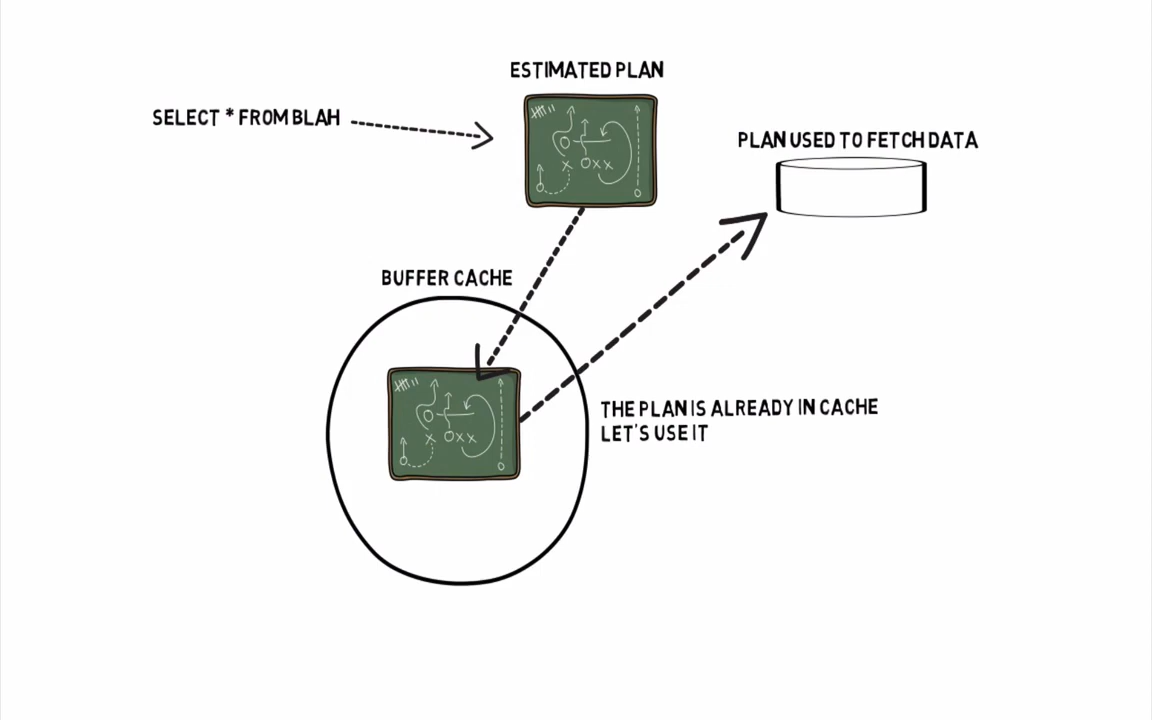 ESTIMATED PLAN
SELECT * FROM BLAH
PLAN USED TO FETCH DATA
BUFFER CACHE
THE PLAN IS ALREADY IN CACHE
LET'S USE IT